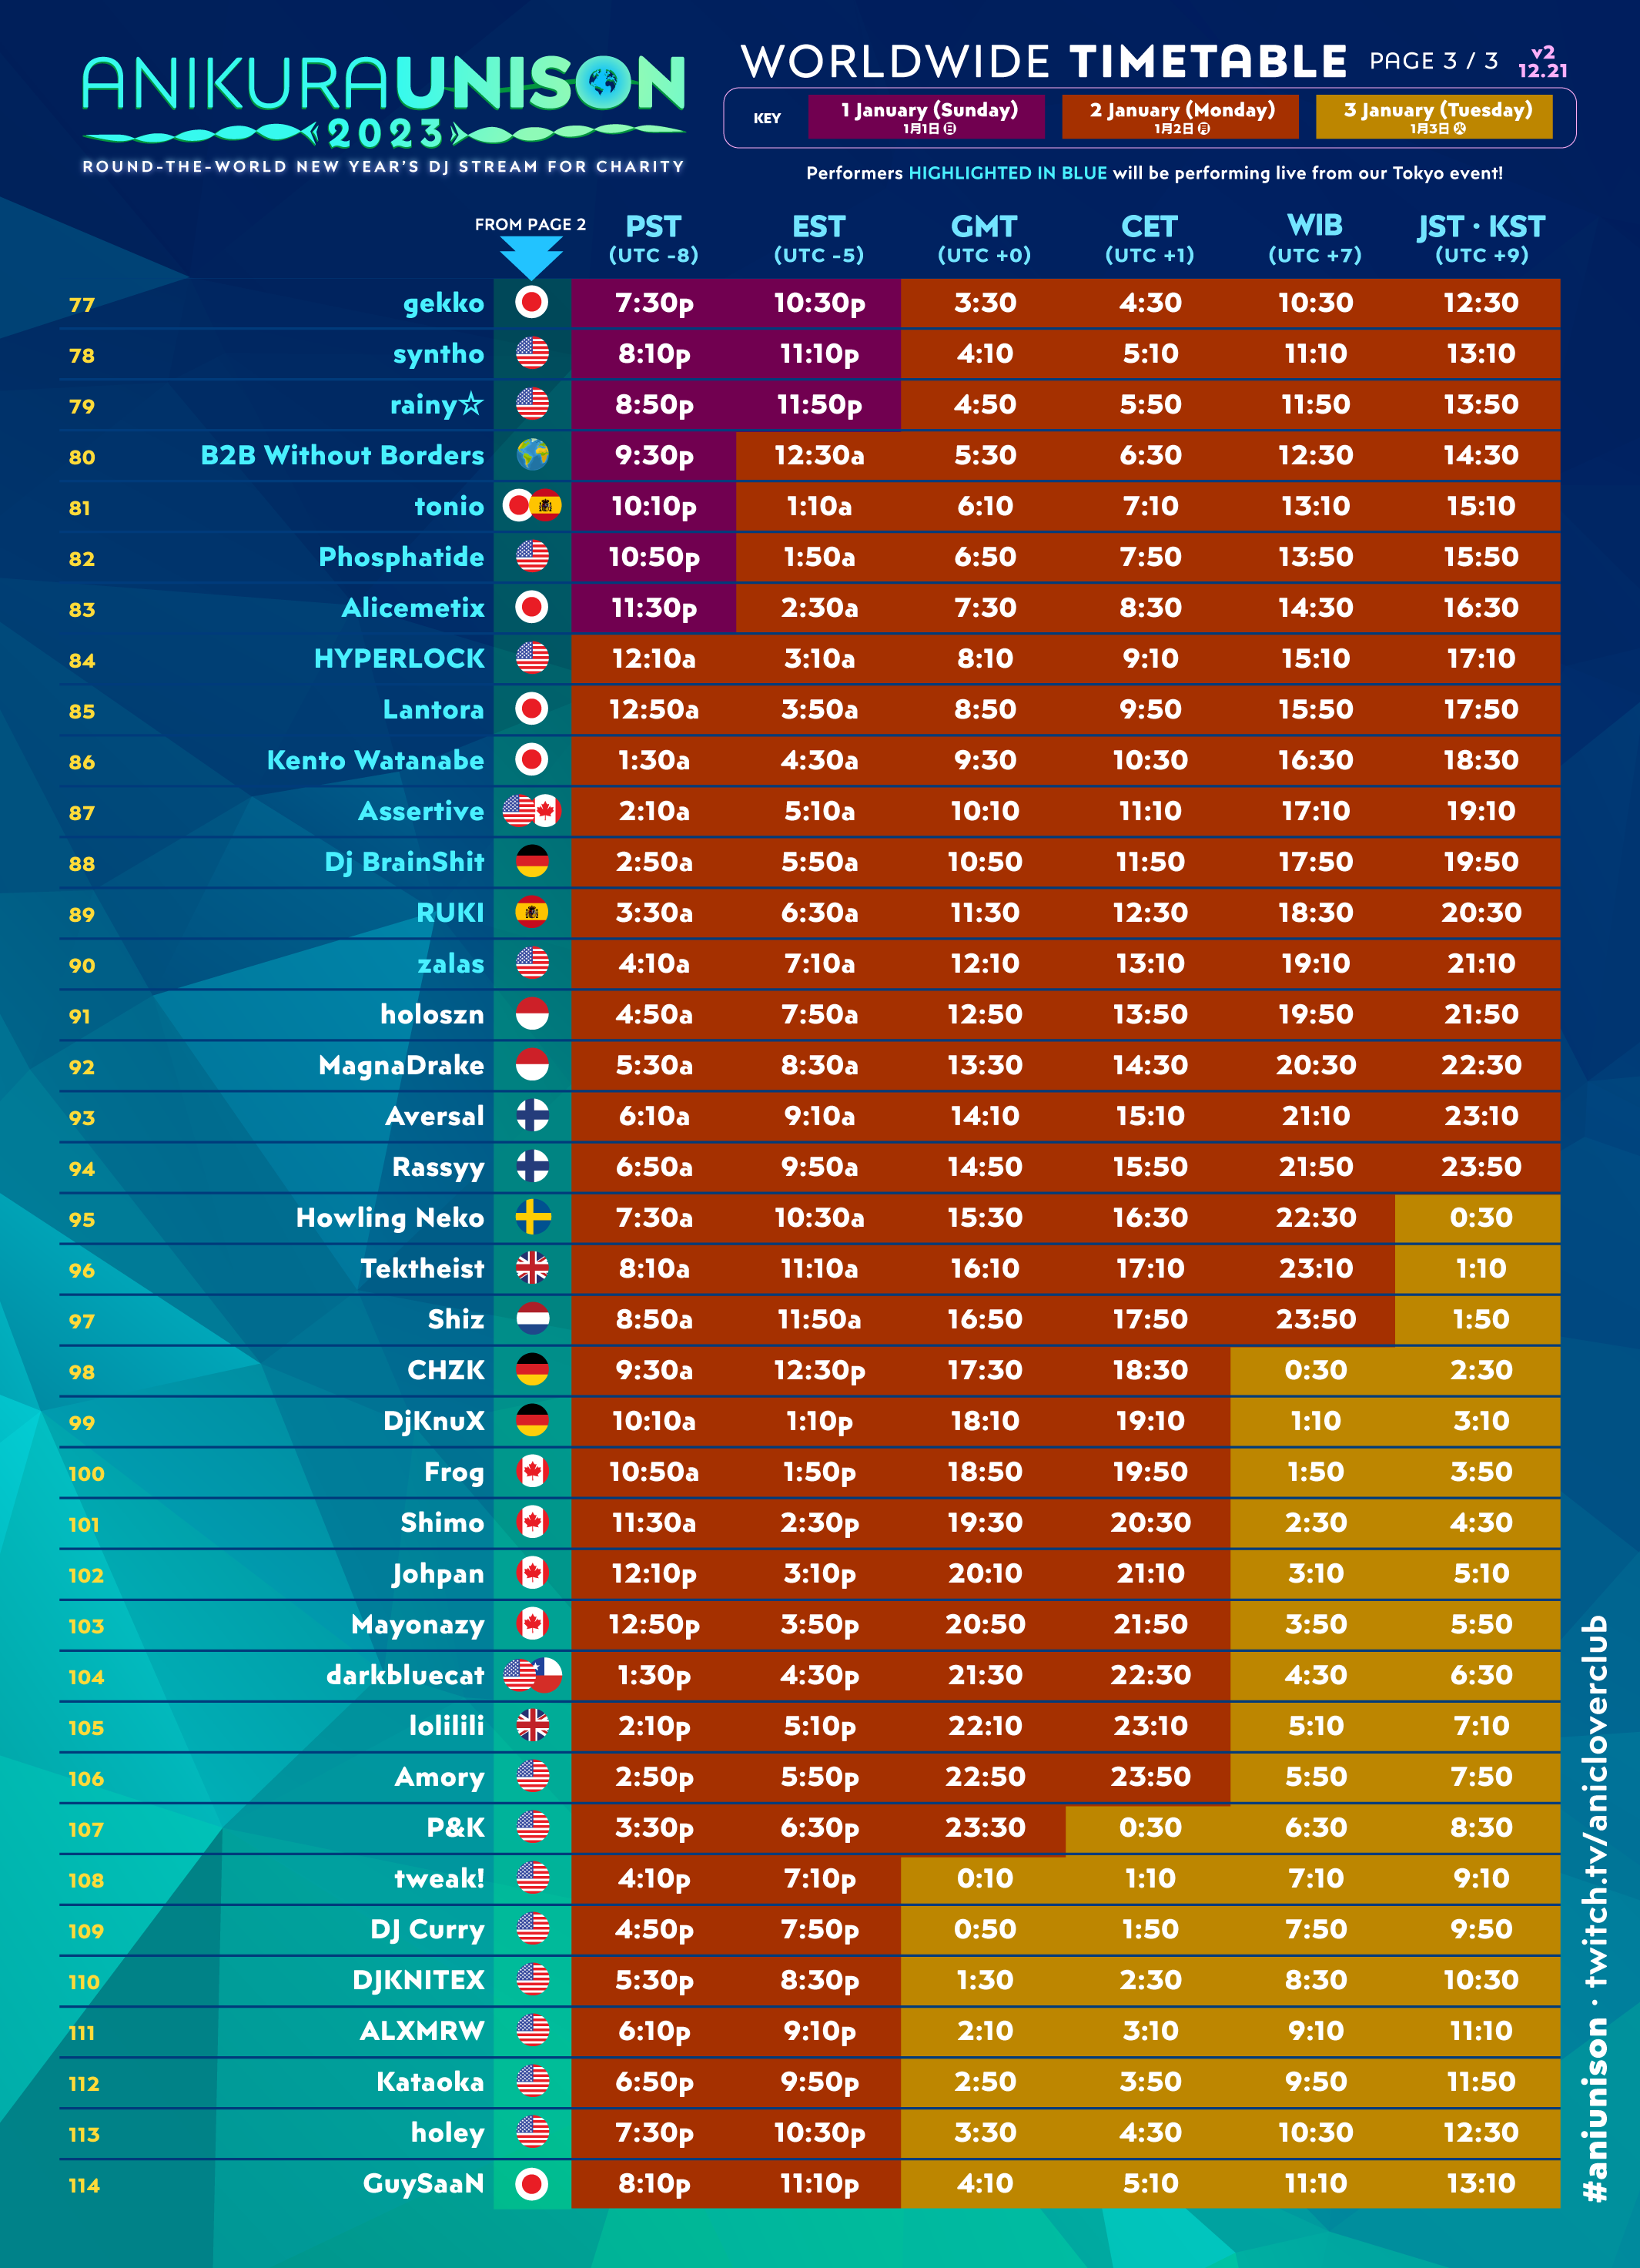 ANIKURAUNISON
2023
ROUND-THE-WORLD NEW YEAR'S DJ STREAM FOR CHARITY
WORLDWIDE TIMETABLE PAGE 3 / 3 v2 12.21
KEY 1 January (Sunday) 2 January (Monday) 3 January (Tuesday)
1月1日 ㊐ 1月2日 ㊊ 1月3日 ㊋
Performers HIGHLIGHTED IN BLUE will be performing live from our Tokyo event!
FROM PAGE 2 PST EST GMT CET WIB JST · KST
(UTC -8) (UTC -5) (UTC +0) (UTC +1) (UTC +7) (UTC +9)
77 gekko 7:30p 10:30p 3:30 4:30 10:30 12:30
78 syntho 8:10p 11:10p 4:10 5:10 11:10 13:10
79 rainy☆ 8:50p 11:50p 4:50 5:50 11:50 13:50
80 B2B Without Borders 9:30p 12:30a 5:30 6:30 12:30 14:30
81 tonio 10:10p 1:10a 6:10 7:10 13:10 15:10
82 Phosphatide 10:50p 1:50a 6:50 7:50 13:50 15:50
83 Alicemetix 11:30p 2:30a 7:30 8:30 14:30 16:30
84 HYPERLOCK 12:10a 3:10a 8:10 9:10 15:10 17:10
85 Lantora 12:50a 3:50a 8:50 9:50 15:50 17:50
86 Kento Watanabe 1:30a 4:30a 9:30 10:30 16:30 18:30
87 Assertive 2:10a 5:10a 10:10 11:10 17:10 19:10
88 Dj BrainShit 2:50a 5:50a 10:50 11:50 17:50 19:50
89 RUKI 3:30a 6:30a 11:30 12:30 18:30 20:30
90 zalas 4:10a 7:10a 12:10 13:10 19:10 21:10
91 holoszn 4:50a 7:50a 12:50 13:50 19:50 21:50
92 MagnaDrake 5:30a 8:30a 13:30 14:30 20:30 22:30
93 Aversal 6:10a 9:10a 14:10 15:10 21:10 23:10
94 Rassyy 6:50a 9:50a 14:50 15:50 21:50 23:50
95 Howling Neko 7:30a 10:30a 15:30 16:30 22:30 0:30
96 Tektheist 8:10a 11:10a 16:10 17:10 23:10 1:10
97 Shiz 8:50a 11:50a 16:50 17:50 23:50 1:50
98 CHZK 9:30a 12:30p 17:30 18:30 0:30 2:30
99 DjKnuX 10:10a 1:10p 18:10 19:10 1:10 3:10
100 Frog 10:50a 1:50p 18:50 19:50 1:50 3:50
101 Shimo 11:30a 2:30p 19:30 20:30 2:30 4:30
102 Johpan 12:10p 3:10p 20:10 21:10 3:10 5:10
103 Mayonazy 12:50p 3:50p 20:50 21:50 3:50 5:50
104 darkbluecat 1:30p 4:30p 21:30 22:30 4:30 6:30
105 lolilili 2:10p 5:10p 22:10 23:10 5:10 7:10
106 Amory 2:50p 5:50p 22:50 23:50 5:50 7:50
107 P&K 3:30p 6:30p 23:30 0:30 6:30 8:30
108 tweak! 4:10p 7:10p 0:10 1:10 7:10 9:10
109 DJ Curry 4:50p 7:50p 0:50 1:50 7:50 9:50
110 DJKNITEX 5:30p 8:30p 1:30 2:30 8:30 10:30
111 ALXMRW 6:10p 9:10p 2:10 3:10 9:10 11:10
112 Kataoka 6:50p 9:50p 2:50 3:50 9:50 11:50
113 holey 7:30p 10:30p 3:30 4:30 10:30 12:30
114 GuySaaN 8:10p 11:10p 4:10 5:10 11:10 13:10
#aniunison · twitch.tv/anicloverclub